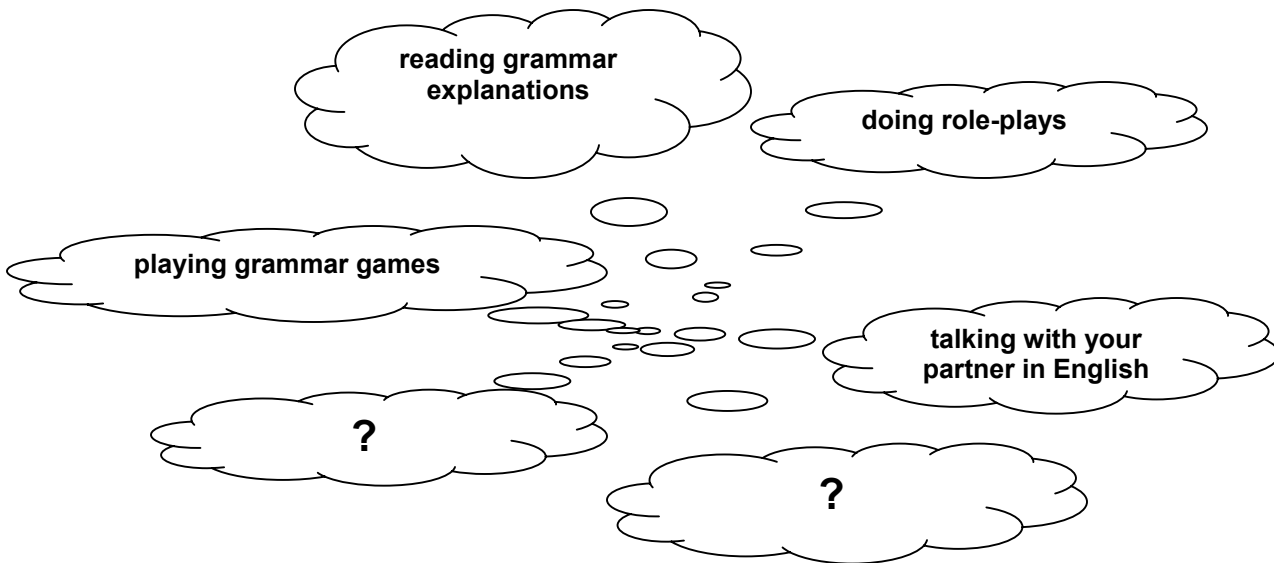 reading grammar
explanations
doing role-plays
playing grammar games
talking with your
partner in English
?
?